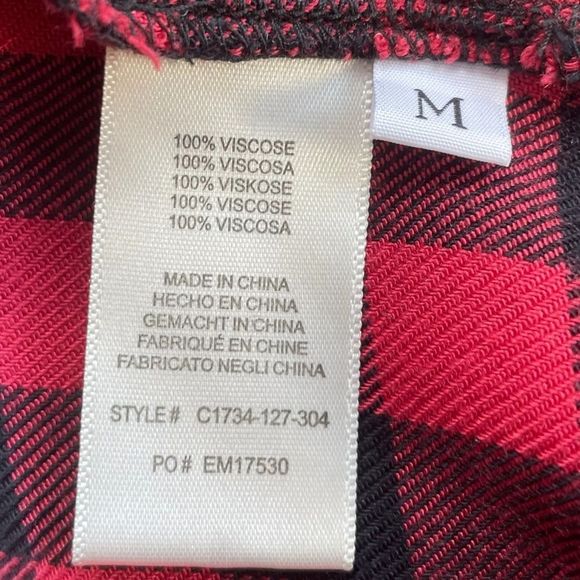 M
100% VISCOSE
100% VISCOSA
100% VISKOSE
100% VISCOSE
100% VISCOSA
MADE IN CHINA
HECHO EN CHINA
GEMACHT IN CHINA
FABRIQUÉ EN CHINE
FABRICATO NEGLI CHINA
STYLE# C1734-127-304
PO# EM17530